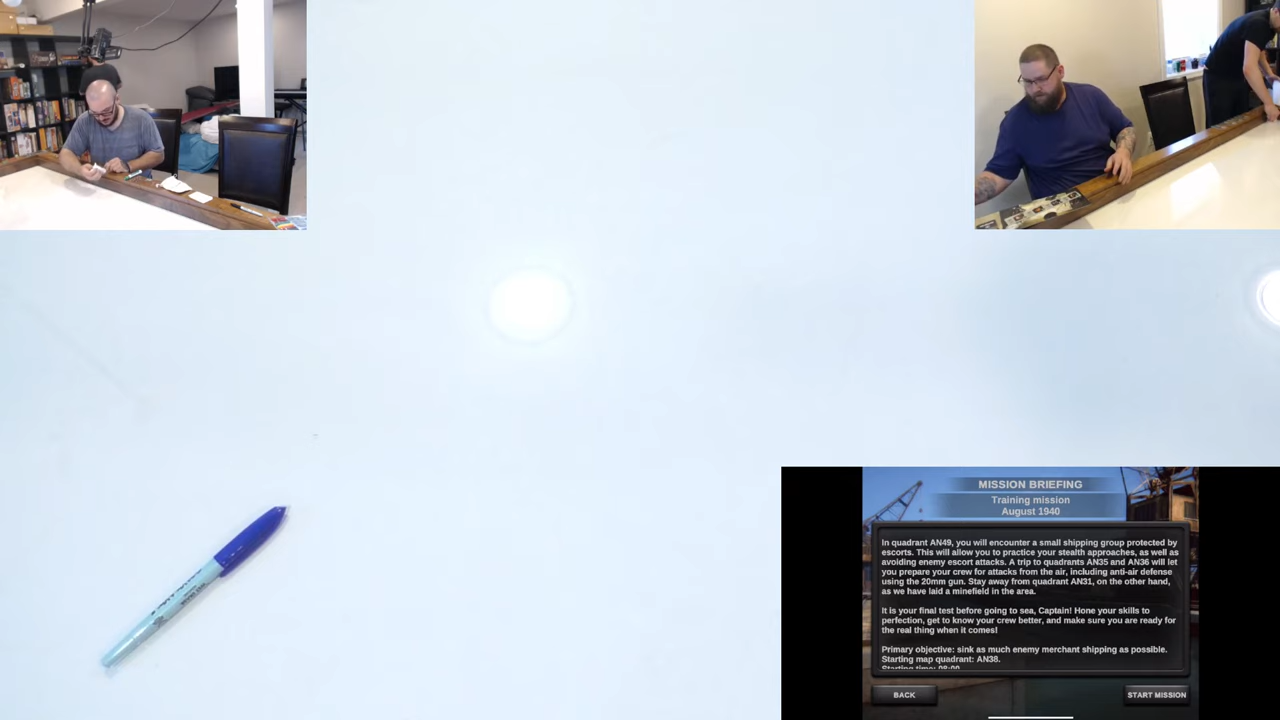 MISSION BRIEFING
Training mission
August 1940
In quadrant AN49, you will encounter a small shipping group protected by
escorts. This will allow you to practice your stealth approaches, as well as
avoiding enemy escort attacks. A trip to quadrants AN35 and AN36 will let
you prepare your crew for attacks from the air, including anti-air defense
using the 20mm gun. Stay away from quadrant AN31, on the other hand,
as we have laid a minefield in the area.
It is your final test before going to sea, Captain! Hone your skills to
perfection, get to know your crew better, and make sure you are ready for
the real thing when it comes!
Primary objective: sink as much enemy merchant shipping as possible.
Starting map quadrant: AN38.
Starting time: 08:00
BACK
START MISSION